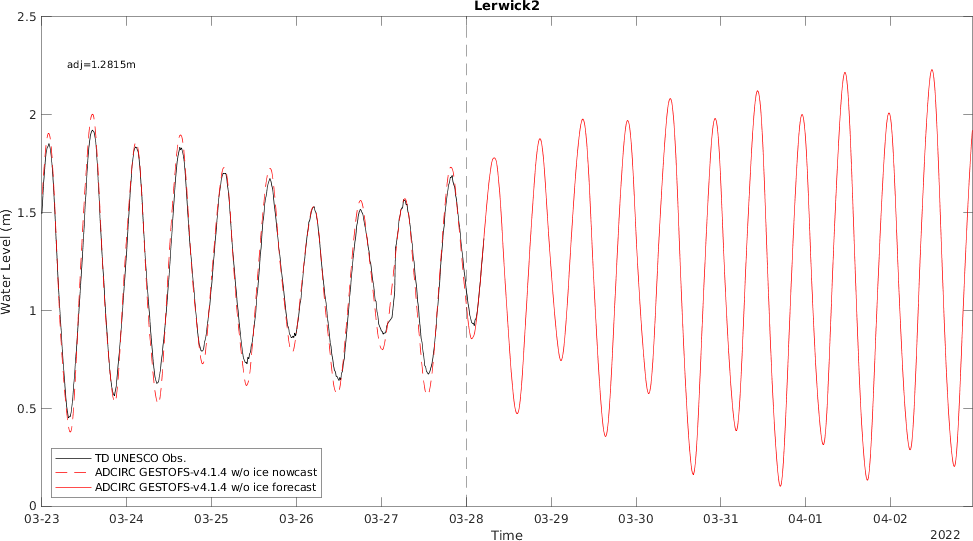 Lerwick2
2.5
2
1.5
1
0.5
0
Water Level (m)
adj=1.2815m
TD UNESCO Obs.
ADCIRC GESTOFS-v4.1.4 w/o ice nowcast
ADCIRC GESTOFS-v4.1.4 w/o ice forecast
03-23 03-24 03-25 03-26 03-27 03-28 03-29 03-30 03-31 04-01 04-02
Time
2022